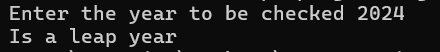 Enter the year to be checked 2024
Is a leap year